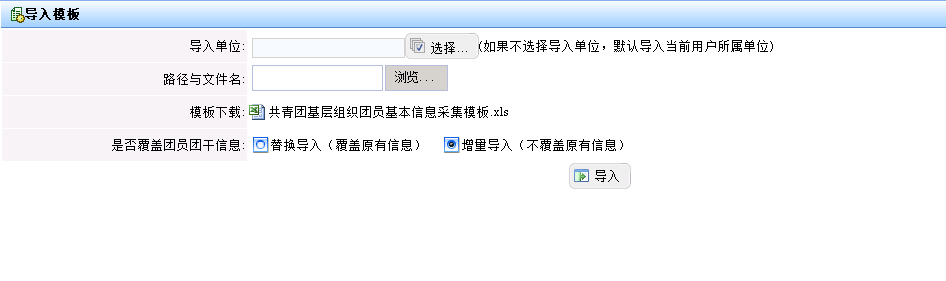 导入模板
导入单位: 选择... (如果不选择导入单位，默认导入当前用户所属单位)
路径与文件名: 浏览...
模板下载: 共青团基层组织团员基本信息采集模板.xls
是否覆盖团员团干信息: 替换导入（覆盖原有信息） 增量导入（不覆盖原有信息）
导入